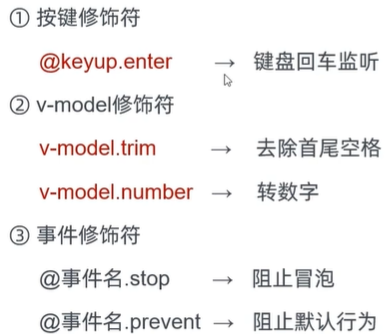 ① 按键修饰符
@keyup.enter → 键盘回车监听
② v-model修饰符
v-model.trim → 去除首尾空格
v-model.number → 转数字
③ 事件修饰符
@事件名.stop → 阻止冒泡
@事件名.prevent → 阻止默认行为